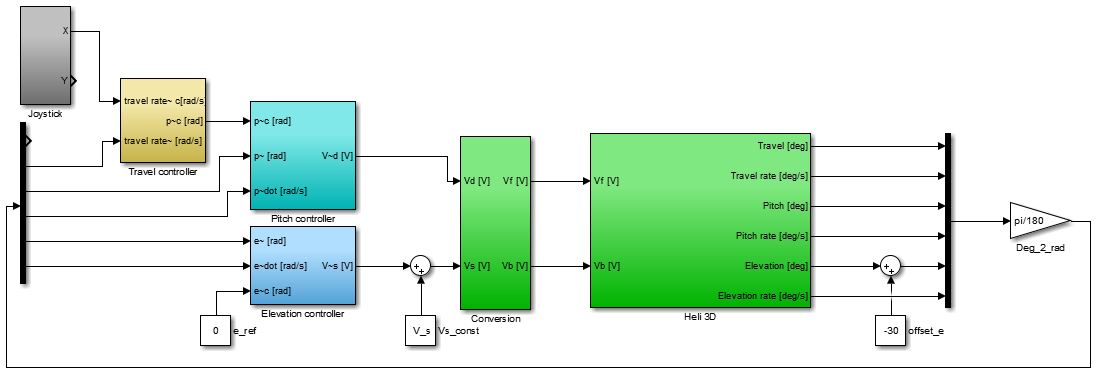 X
Y
Joystick
travel rate~ c[rad/s
p~c [rad]
travel rate~ [rad/s]
Travel controller
p~c [rad]
p~ [rad]
V~d [V]
p~dot [rad/s]
Pitch controller
e~ [rad]
e~dot [rad/s]
V~s [V]
e~c [rad]
Elevation controller
0
e_ref
V_s
Vs_const
Vd [V]
Vf [V]
Vs [V]
Vb [V]
Conversion
Vf [V]
Vb [V]
Travel [deg]
Travel rate [deg/s]
Pitch [deg]
Pitch rate [deg/s]
Elevation [deg]
Elevation rate [deg/s]
Heli 3D
-30
offset_e
pi/180
Deg_2_rad